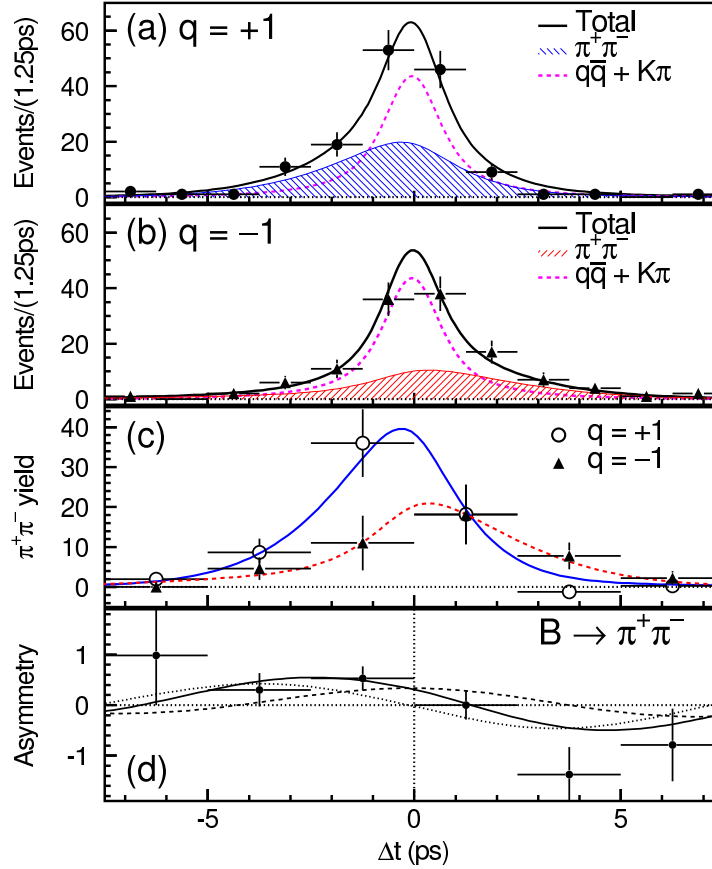 (a) q = +1
Total
π⁺π⁻
qq̅ + Kπ
Events/(1.25ps)
60
40
20
0
(b) q = −1
Total
π⁺π⁻
qq̅ + Kπ
Events/(1.25ps)
60
40
20
0
(c)
q = +1
q = −1
π⁺π⁻ yield
40
30
20
10
0
B → π⁺π⁻
Asymmetry
1
0
-1
(d)
-5 0 5
Δt (ps)